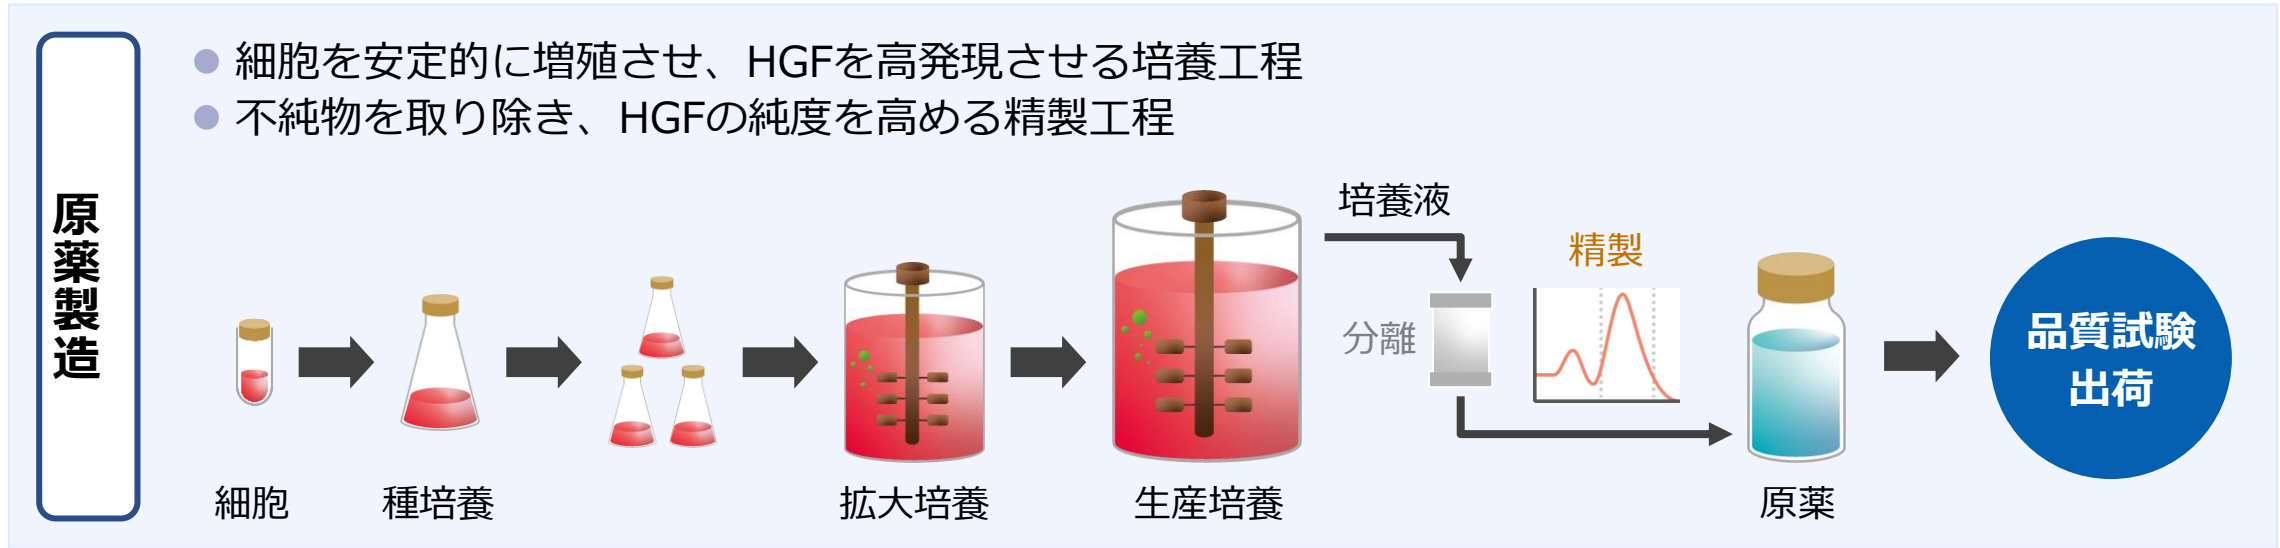 原薬製造
細胞を安定的に増殖させ、HGFを高発現させる培養工程
不純物を取り除き、HGFの純度を高める精製工程
培養液
精製
分離
品質試験
出荷
細胞
種培養
拡大培養
生産培養
原薬